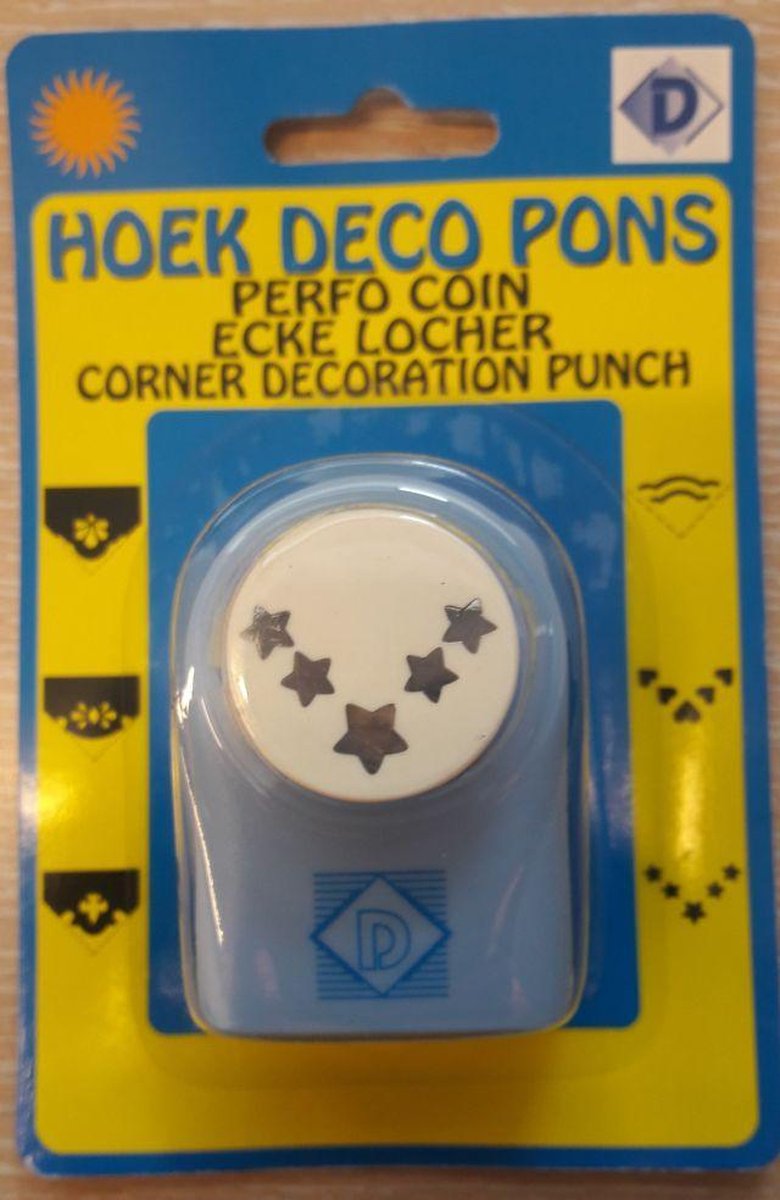 D
HOEK DECO PONS
PERFO COIN
ECKE LOCHER
CORNER DECORATION PUNCH
D